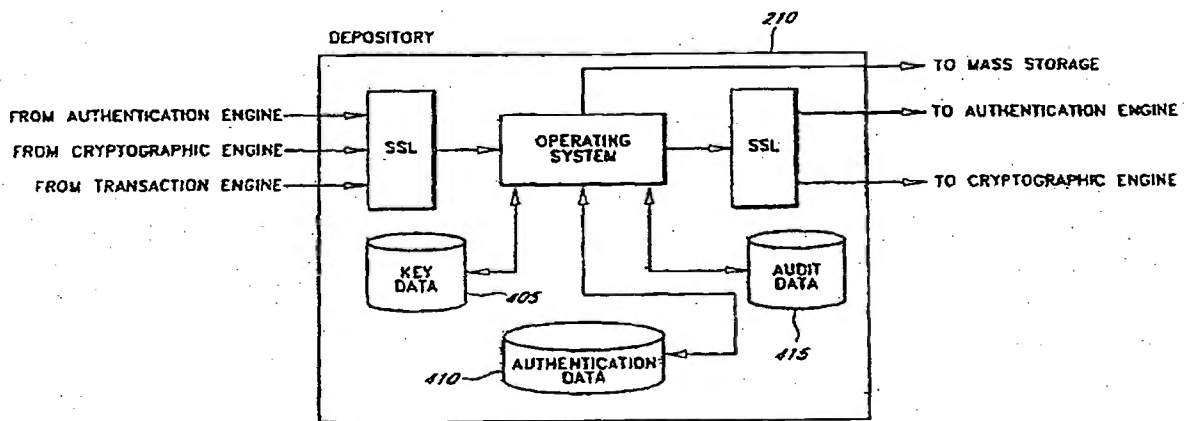 210
DEPOSITORY
TO MASS STORAGE
FROM AUTHENTICATION ENGINE
FROM CRYPTOGRAPHIC ENGINE
FROM TRANSACTION ENGINE
SSL
OPERATING
SYSTEM
SSL
TO AUTHENTICATION ENGINE
TO CRYPTOGRAPHIC ENGINE
KEY
DATA
405
AUDIT
DATA
415
AUTHENTICATION
DATA
410